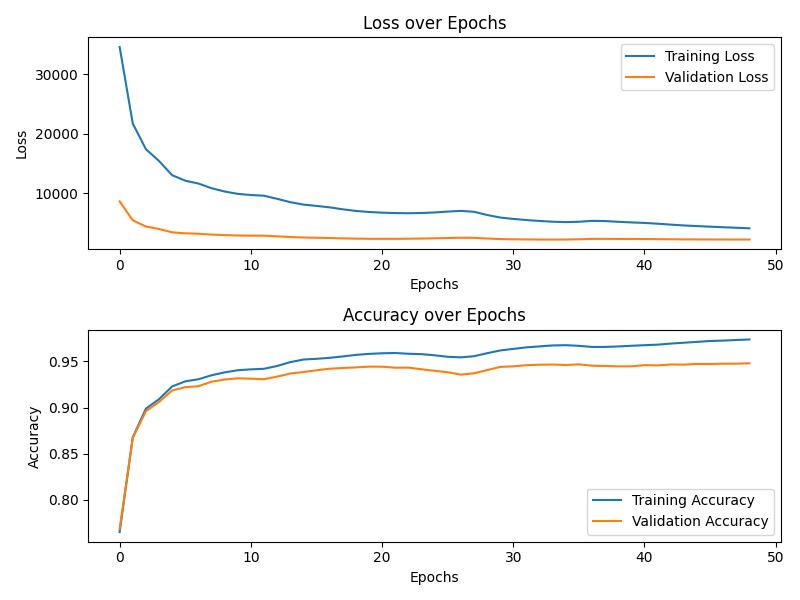 Loss over Epochs
Training Loss
Validation Loss
30000
20000
10000
Loss
0 10 20 30 40 50
Epochs
Accuracy over Epochs
0.95
0.90
0.85
0.80
Accuracy
Training Accuracy
Validation Accuracy
0 10 20 30 40 50
Epochs